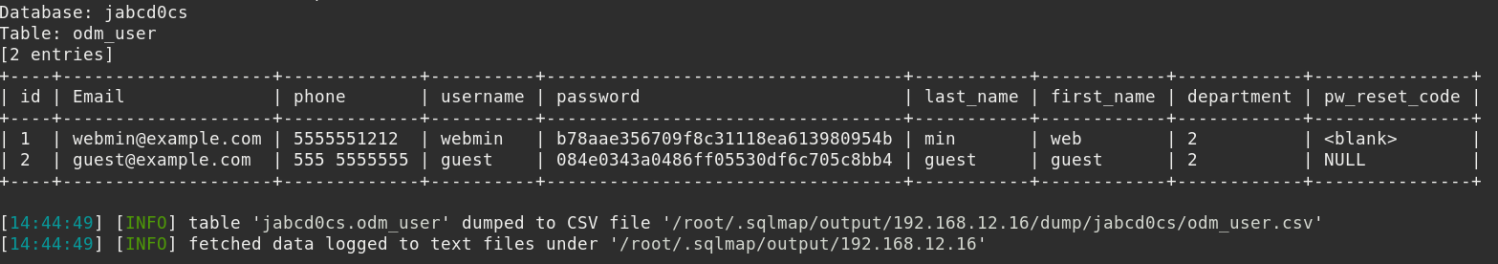 Database: jabcd0cs
Table: odm_user
[2 entries]
+----+--------------------+-------------+----------+----------------------------------+-----------+------------+------------+---------------+
| id | Email              | phone       | username | password                         | last_name | first_name | department | pw_reset_code |
+----+--------------------+-------------+----------+----------------------------------+-----------+------------+------------+---------------+
| 1  | webmin@example.com | 5555551212  | webmin   | b78aae356709f8c31118ea613980954b | min       | web        | 2          | <blank>       |
| 2  | guest@example.com  | 555 5555555 | guest    | 084e0343a0486ff05530df6c705c8bb4 | guest     | guest      | 2          | NULL          |
+----+--------------------+-------------+----------+----------------------------------+-----------+------------+------------+---------------+
[14:44:49] [INFO] table 'jabcd0cs.odm_user' dumped to CSV file '/root/.sqlmap/output/192.168.12.16/dump/jabcd0cs/odm_user.csv'
[14:44:49] [INFO] fetched data logged to text files under '/root/.sqlmap/output/192.168.12.16'